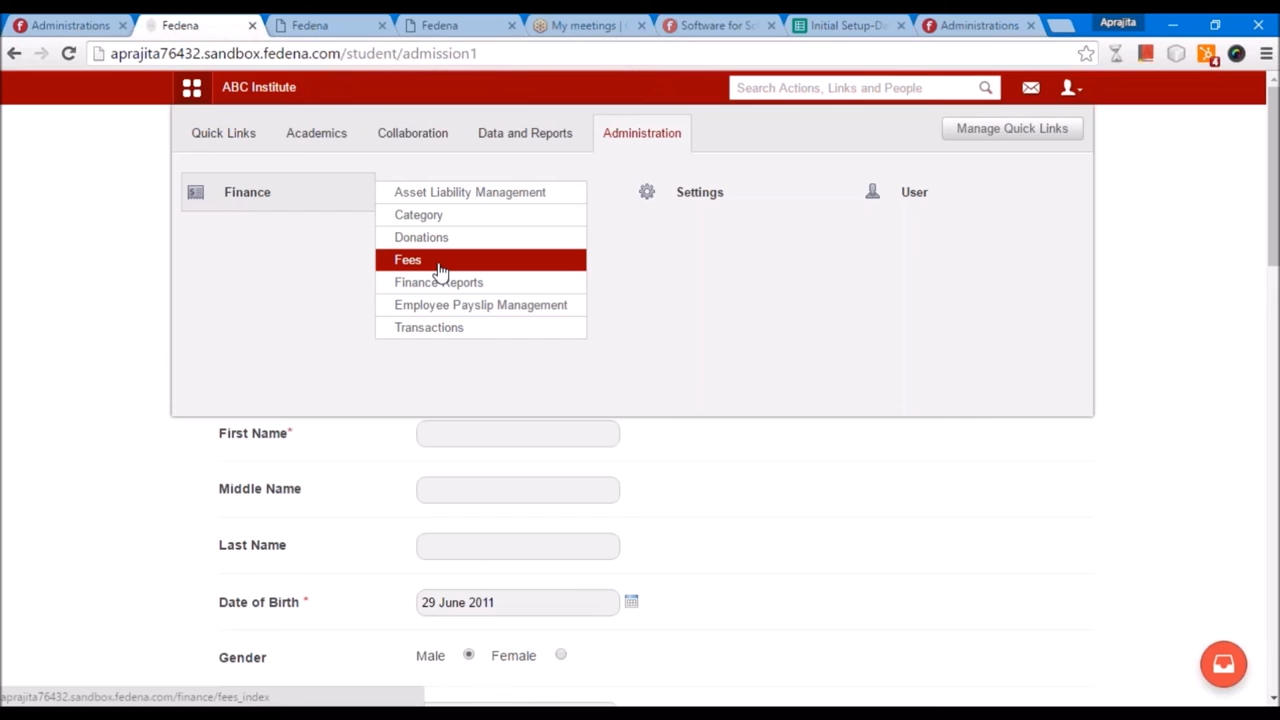 Administrations
Fedena
Fedena
Fedena
My meetings |
Software for Sc
Initial Setup-De
Administrations
Aprajita
aprajita76432.sandbox.fedena.com/student/admission1
4
ABC Institute
Search Actions, Links and People
Quick Links
Academics
Collaboration
Data and Reports
Administration
Manage Quick Links
Finance
Asset Liability Management
Category
Donations
Fees
Finance Reports
Employee Payslip Management
Transactions
Settings
User
First Name*
Middle Name
Last Name
Date of Birth *
29 June 2011
Gender
Male
Female
aprajita76432.sandbox.fedena.com/finance/fees_index